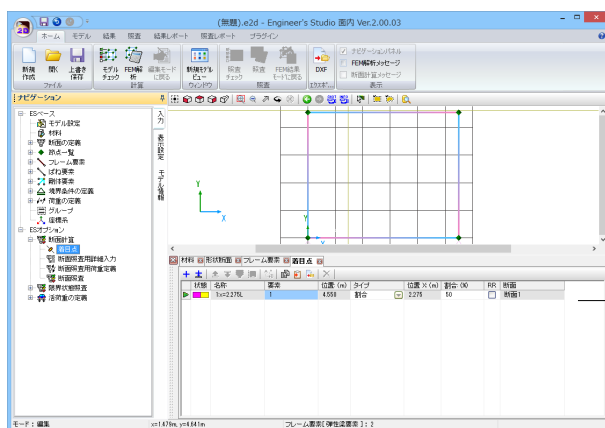 (無題).e2d - Engineer's Studio 面内 Ver.2.00.03
ホーム モデル 結果 照査 結果レポート 照査レポート プラグイン
新規作成 開く 上書き保存 モデルチェック FEM解析 編集モードに戻る 新規モデルビュー 照査チェック 照査 FEM結果モードに戻る DXF
ナビゲーションパネル
FEM解析メッセージ
断面計算メッセージ
ファイル 計算 ウィンドウ 照査 エクスポ... 表示
ナビゲーション
ESベース
モデル設定
材料
断面の定義
節点一覧
フレーム要素
ばね要素
剛体要素
境界条件の定義
荷重の定義
グループ
座標系
ESオプション
断面計算
着目点
断面照査用詳細入力
断面照査用荷重定義
断面照査
限界状態照査
活荷重の定義
入力
表示設定
モデル情報
Y
X
Y
X
材料 形状断面 フレーム要素 着目点
状態 名称 要素 位置 (m) タイプ 位置 X (m) 割合 (%) RR 断面
1:x=2.275L 1 4.550 割合 2.275 50 断面1
モード : 編集 x=1.479m, y=4.641m フレーム要素[ 弾性梁要素 ] : 2